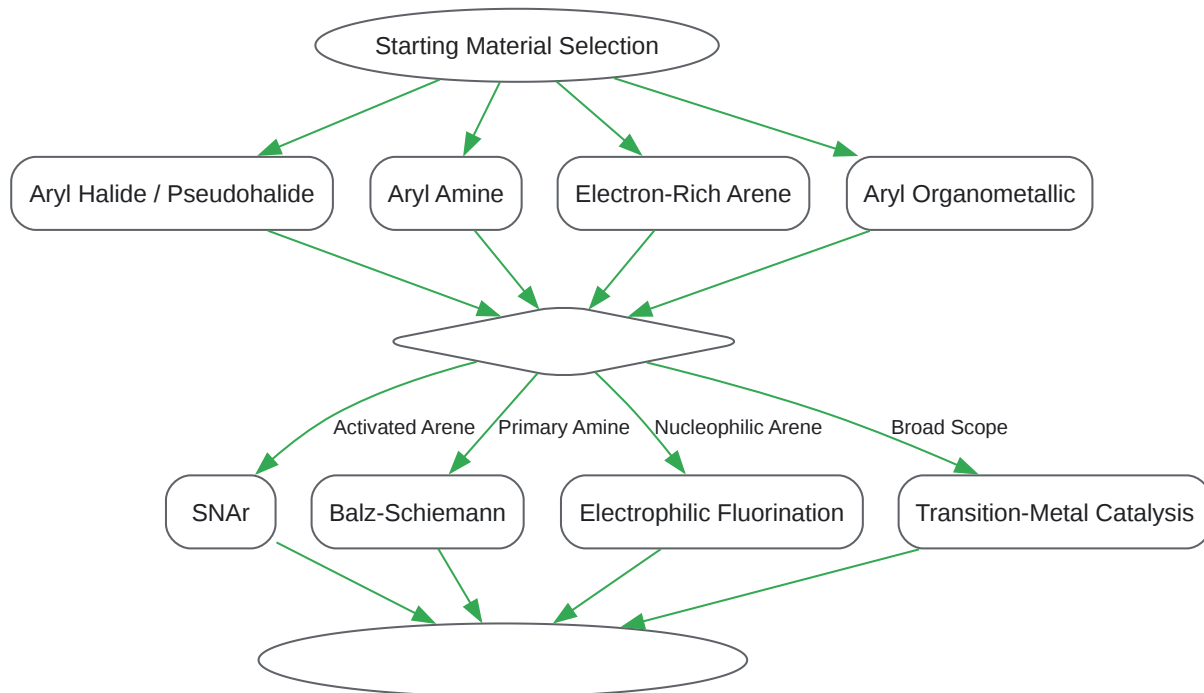 Starting Material Selection
Aryl Halide / Pseudohalide
Aryl Amine
Electron-Rich Arene
Aryl Organometallic
Activated Arene
Primary Amine
Nucleophilic Arene
Broad Scope
SNAr
Balz-Schiemann
Electrophilic Fluorination
Transition-Metal Catalysis